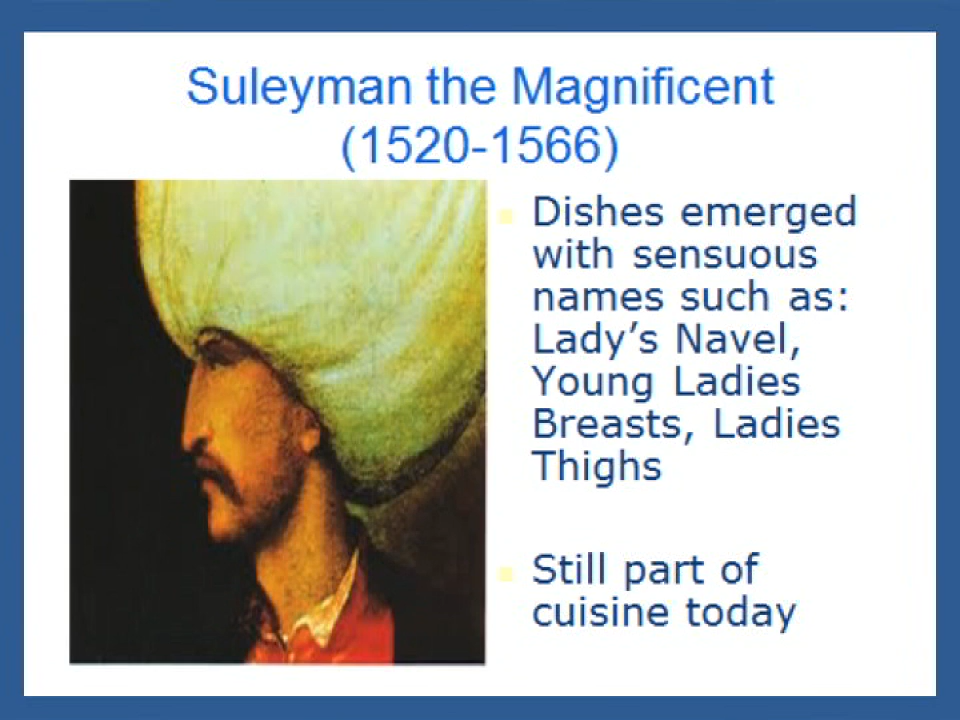 Suleyman the Magnificent
(1520-1566)
Dishes emerged
with sensuous
names such as:
Lady’s Navel,
Young Ladies
Breasts, Ladies
Thighs
Still part of
cuisine today